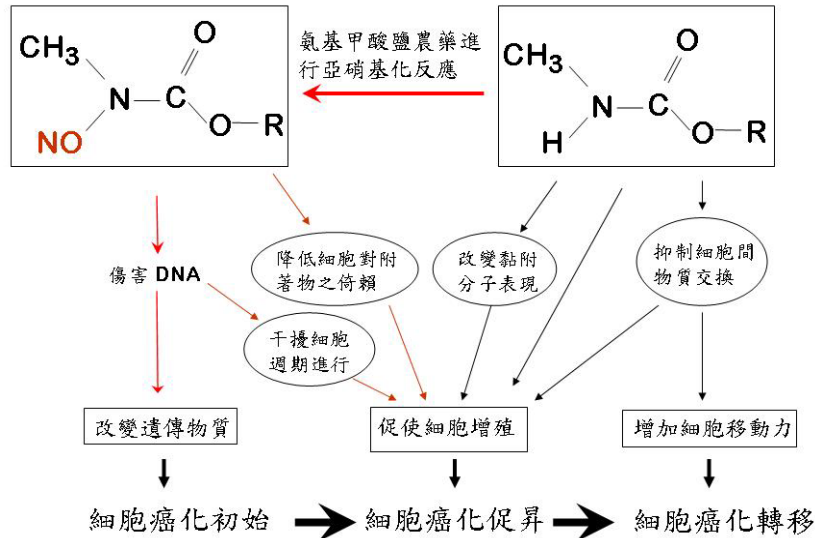 CH3
O
N
C
NO
O
R
氨基甲酸鹽農藥進
行亞硝基化反應
CH3
O
N
C
H
O
R
傷害 DNA
降低細胞對附
著物之倚賴
改變黏附
分子表現
抑制細胞間
物質交換
干擾細胞
週期進行
改變遺傳物質
促使細胞增殖
增加細胞移動力
細胞癌化初始
細胞癌化促昇
細胞癌化轉移